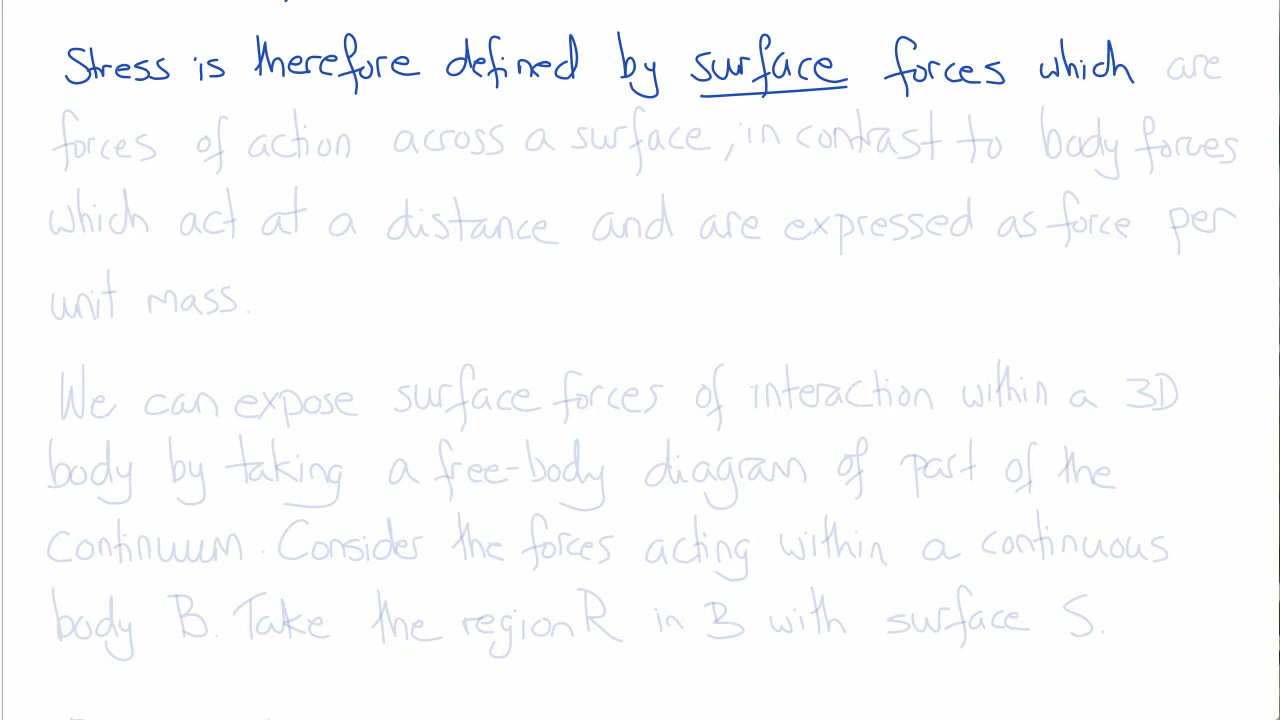 Stress is therefore defined by surface forces which are
forces of action across a surface, in contrast to body forces
which act at a distance and are expressed as force per
unit mass.
We can expose surface forces of interaction within a 3D
body by taking a free-body diagram of part of the
continuum. Consider the forces acting within a continuous
body B. Take the region R in B with surface S.